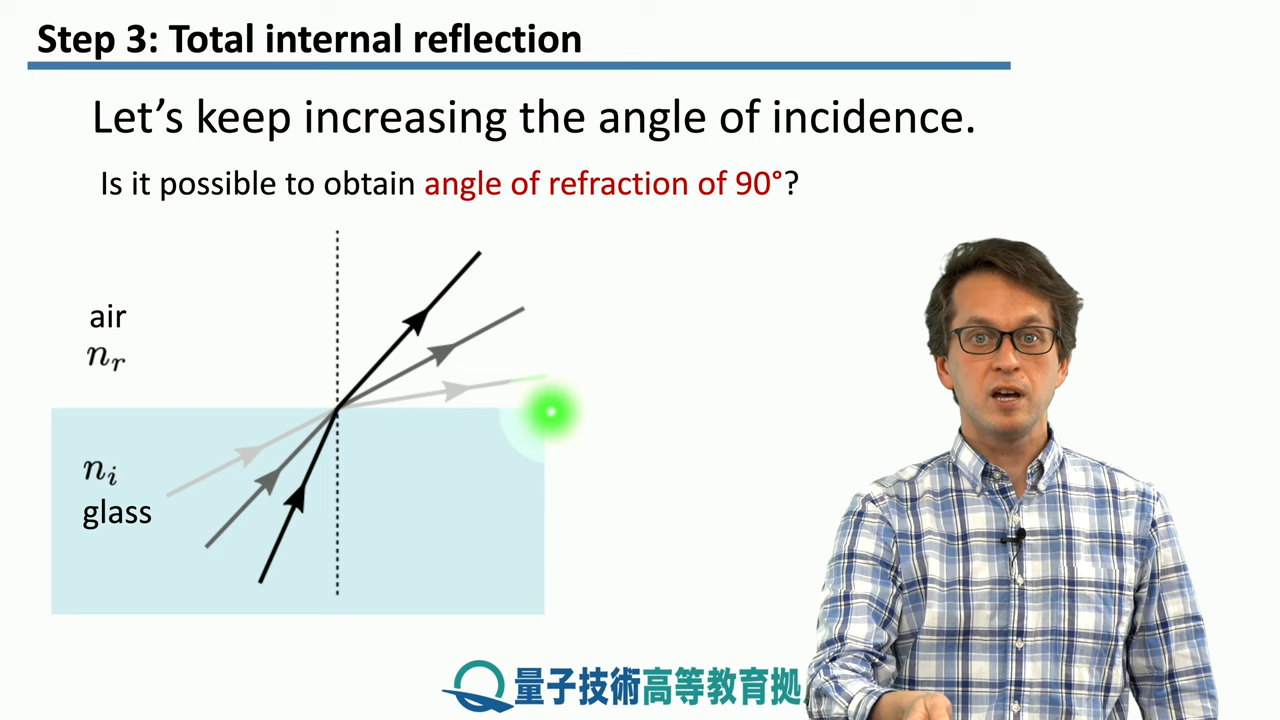 Step 3: Total internal reflection
Let's keep increasing the angle of incidence.
Is it possible to obtain angle of refraction of 90°?
air
n_r
n_i
glass
量子技術高等教育拠